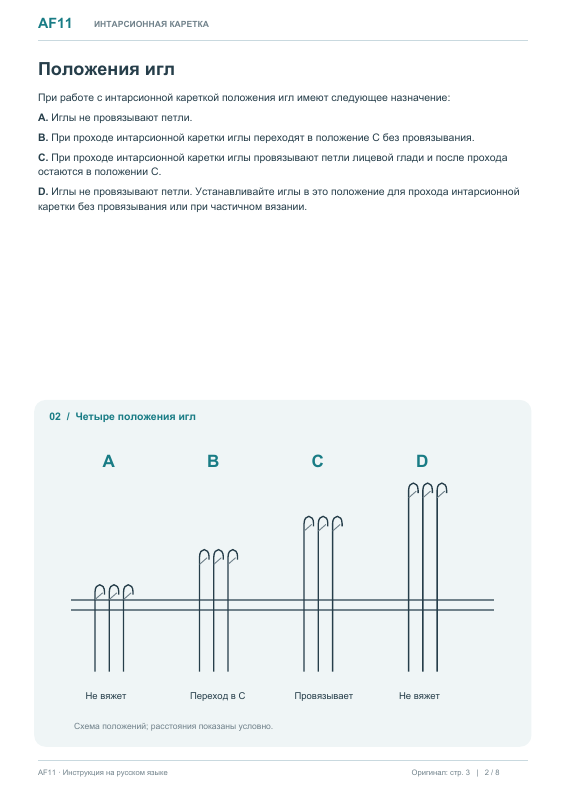 AF11 ИНТАРСИОННАЯ КАРЕТКА
Положения игл
При работе с интарсионной кареткой положения игл имеют следующее назначение:
A. Иглы не провязывают петли.
B. При проходе интарсионной каретки иглы переходят в положение C без провязывания.
C. При проходе интарсионной каретки иглы провязывают петли лицевой глади и после прохода
остаются в положении C.
D. Иглы не провязывают петли. Устанавливайте иглы в это положение для прохода интарсионной
каретки без провязывания или при частичном вязании.
02 / Четыре положения игл
A B C D
Не вяжет Переход в C Провязывает Не вяжет
Схема положений; расстояния показаны условно.
AF11 · Инструкция на русском языке Оригинал: стр. 3 | 2 / 8